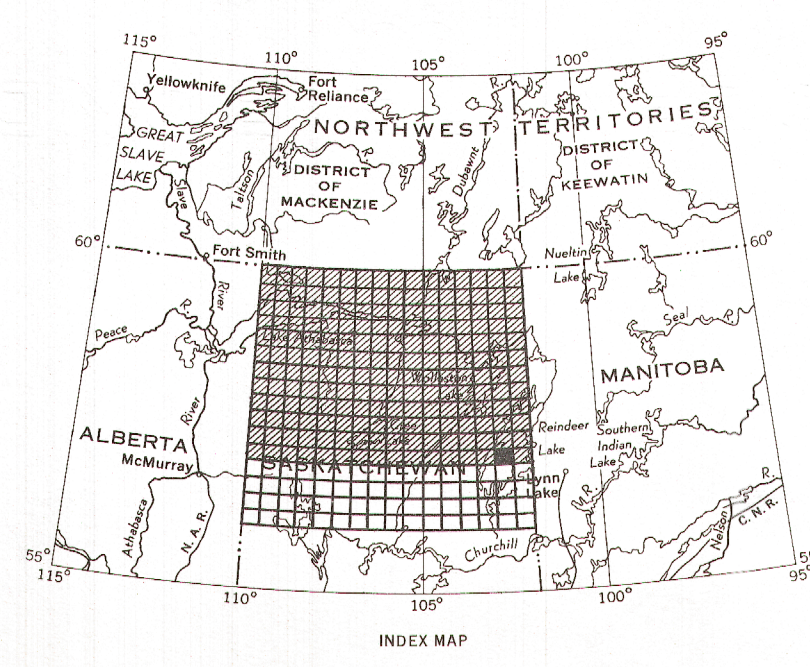 115°
110°
105°
100°
95°
Yellowknife
Fort
Reliance
NORTHWEST TERRITORIES
GREAT
SLAVE
LAKE
Slave
Taltson
R.
DISTRICT
OF
MACKENZIE
Dubawnt
R.
DISTRICT
OF
KEEWATIN
60°
Fort Smith
Nueltin
Lake
60°
River
Peace
R.
Lake Athabasca
Seal R.
Wollaston
Lake
MANITOBA
River
ALBERTA
McMurray
Reindeer
Lake
Southern
Indian
Lake
SASKATCHEWAN
Lynn
Lake
R.
R.
Athabasca
N.A.R.
Nelson
C.N.R.
Churchill
55°
115°
110°
105°
100°
95°
INDEX MAP